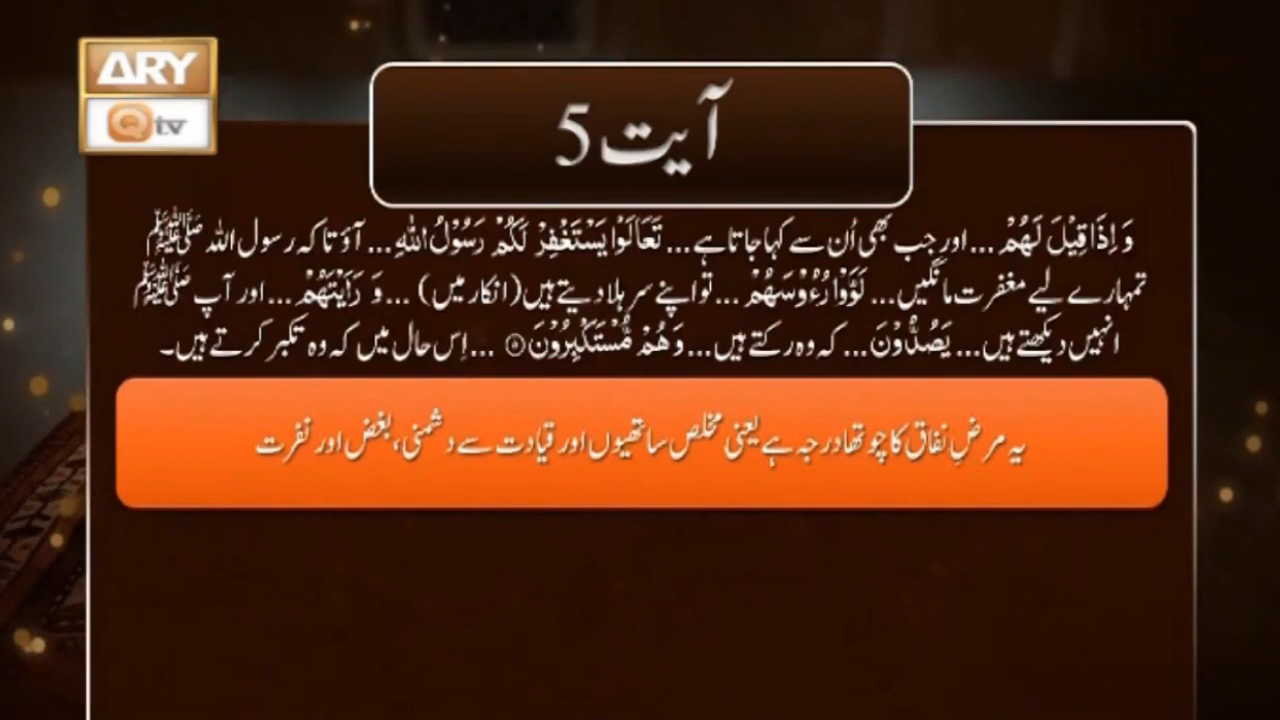 ARY
Qtv
آیت 5
وَ اِذَا قِیْلَ لَهُمْ ... اور جب بھی اُن سے کہا جاتا ہے ... تَعَالَوْا یَسْتَغْفِرْ لَكُمْ رَسُوْلُ اللّٰهِ ... آؤ تا کہ رسول اللہ ﷺ
تمہارے لیے مغفرت مانگیں ... لَوَّوْا رُءُوْسَهُمْ ... تو اپنے سر ہلا دیتے ہیں (انکار میں) ... وَ رَاَیْتَهُمْ ... اور آپ ﷺ
انہیں دیکھتے ہیں ... یَصُدُّوْنَ ... کہ وہ رکتے ہیں ... وَ هُمْ مُّسْتَكْبِرُوْنَ۝۵ ... اِس حال میں کہ وہ تکبر کرتے ہیں۔
یہ مرضِ نفاق کا چوتھا درجہ ہے یعنی مخلص ساتھیوں اور قیادت سے دشمنی، بغض اور نفرت